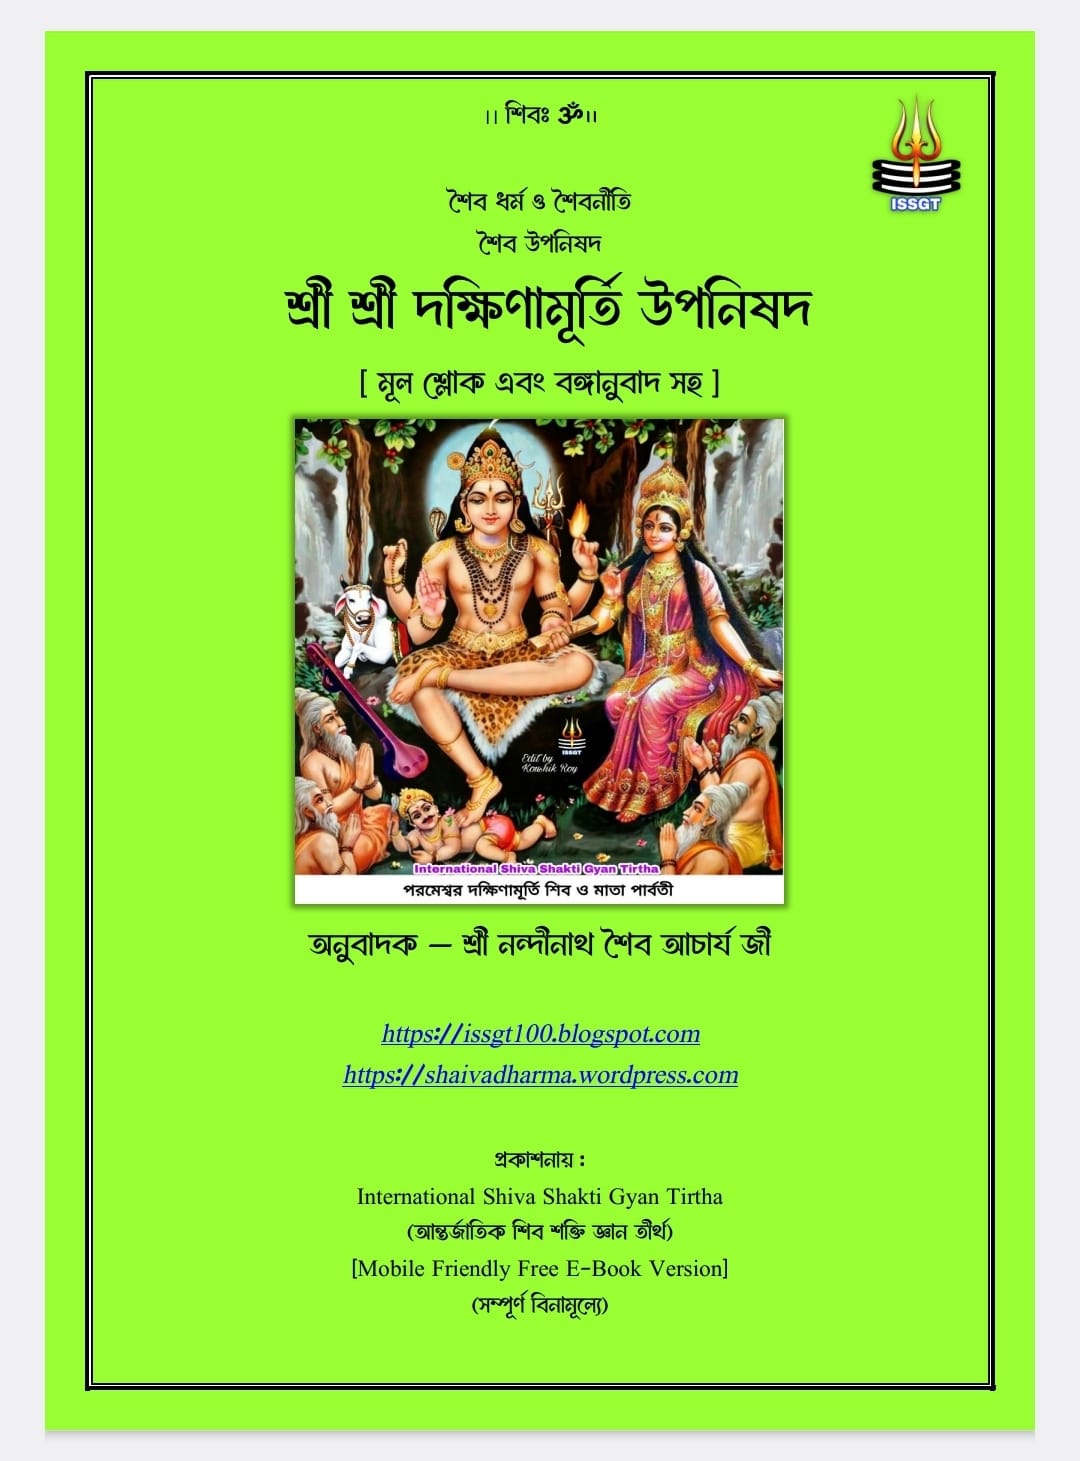 ।। শিবঃ ॐ।।
ISSGT
শৈব ধর্ম ও শৈবনীতি
শৈব উপনিষদ
শ্রী শ্রী দক্ষিণামূর্তি উপনিষদ
[ মূল শ্লোক এবং বঙ্গানুবাদ সহ ]
ISSGT
Edit by
Koushik Roy
International Shiva Shakti Gyan Tirtha
পরমেশ্বর দক্ষিণামূর্তি শিব ও মাতা পার্বতী
অনুবাদক – শ্রী নন্দীনাথ শৈব আচার্য জী
https://issgt100.blogspot.com
https://shaivadharma.wordpress.com
প্রকাশনায় :
International Shiva Shakti Gyan Tirtha
(আন্তর্জাতিক শিব শক্তি জ্ঞান তীর্থ)
[Mobile Friendly Free E-Book Version]
(সম্পূর্ণ বিনামূল্যে)